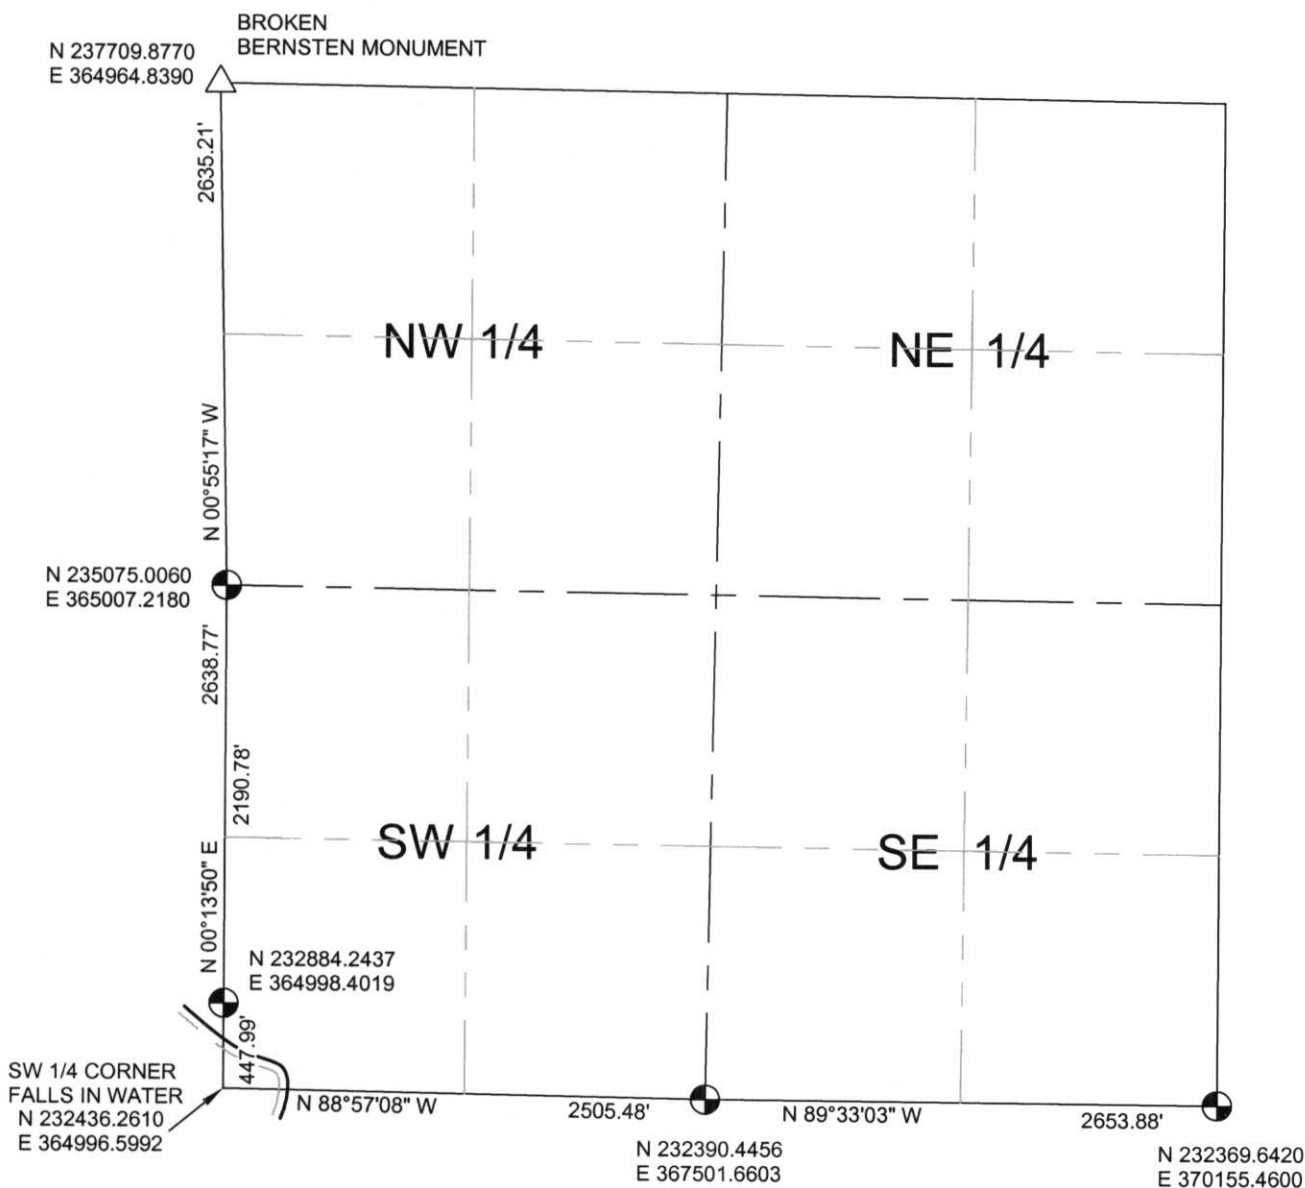 BROKEN
BERNSTEN MONUMENT
N 237709.8770
E 364964.8390
2635.21'
NW 1/4
NE 1/4
N 00°55'17" W
N 235075.0060
E 365007.2180
2638.77'
2190.78'
SW 1/4
SE 1/4
N 00°13'50" E
N 232884.2437
E 364998.4019
447.99'
SW 1/4 CORNER
FALLS IN WATER
N 232436.2610
E 364996.5992
N 88°57'08" W
2505.48'
N 89°33'03" W
2653.88'
N 232390.4456
E 367501.6603
N 232369.6420
E 370155.4600